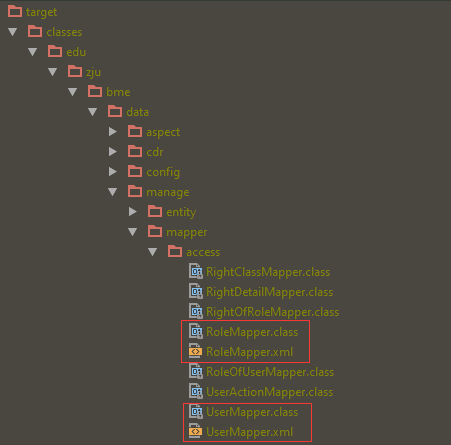 target
classes
edu
zju
bme
data
aspect
cdr
config
manage
entity
mapper
access
RightClassMapper.class
RightDetailMapper.class
RightOfRoleMapper.class
RoleMapper.class
RoleMapper.xml
RoleOfUserMapper.class
UserActionMapper.class
UserMapper.class
UserMapper.xml